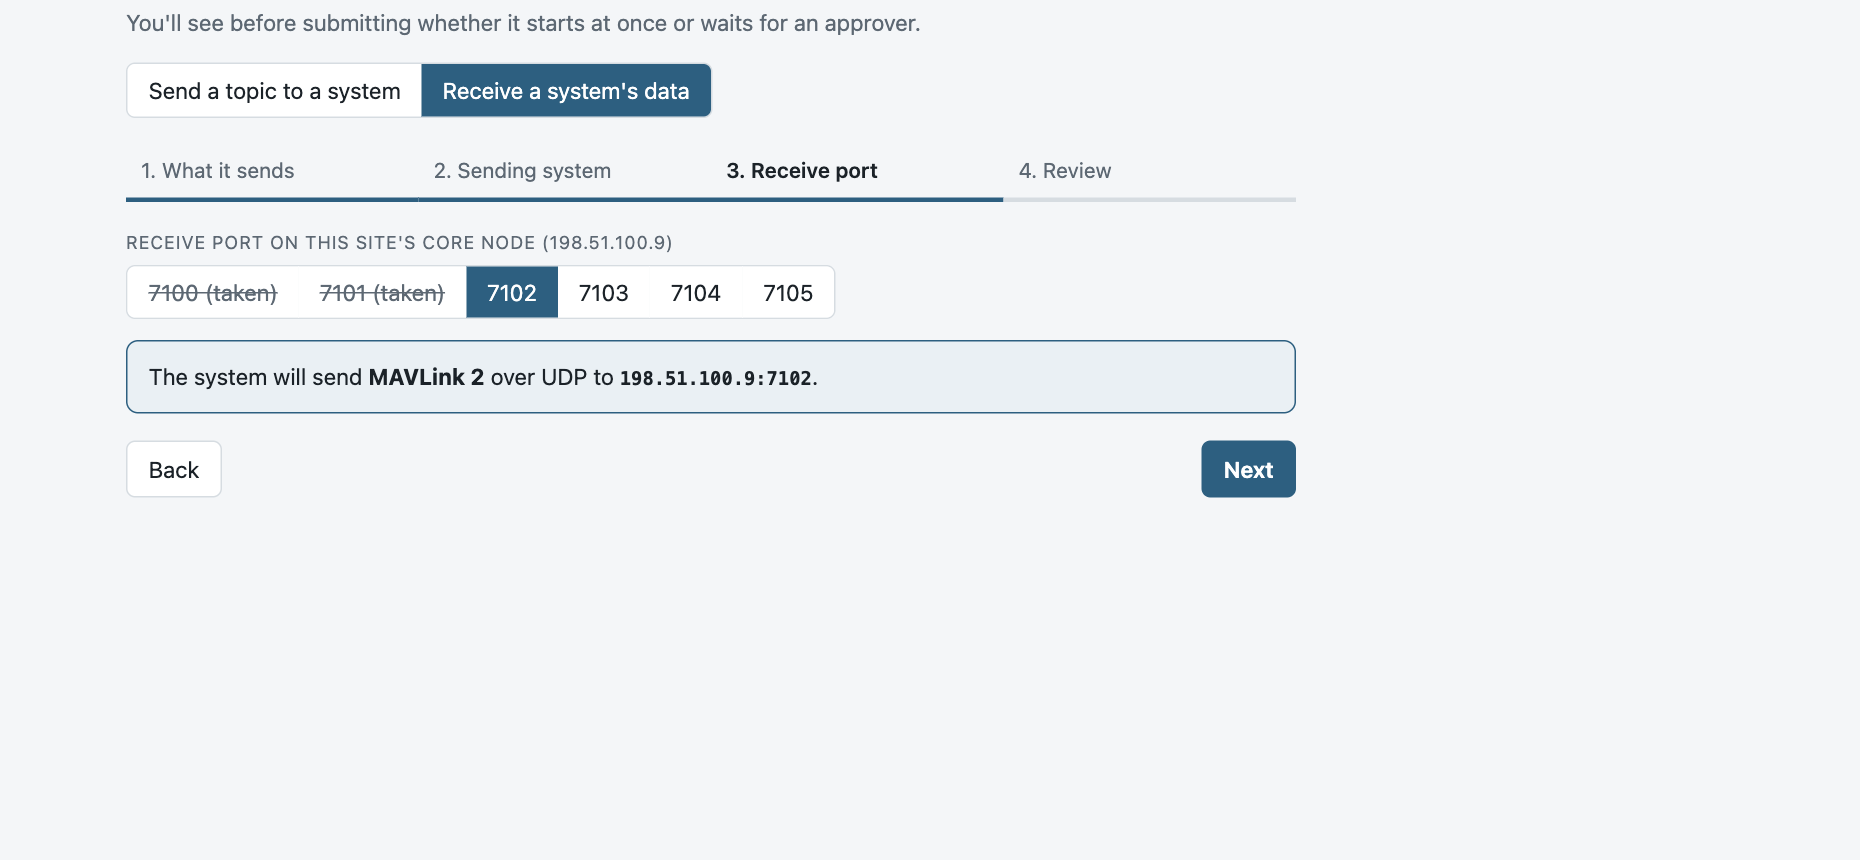 You'll see before submitting whether it starts at once or waits for an approver.
Send a topic to a system Receive a system's data
1. What it sends 2. Sending system 3. Receive port 4. Review
RECEIVE PORT ON THIS SITE'S CORE NODE (198.51.100.9)
7100 (taken) 7101 (taken) 7102 7103 7104 7105
The system will send MAVLink 2 over UDP to 198.51.100.9:7102.
Back Next